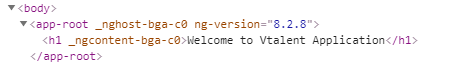 ▼<body>
▼<app-root _nghost-bga-c0 ng-version="8.2.8">
<h1 _ngcontent-bga-c0>Welcome to Vtalent Application</h1>
</app-root>